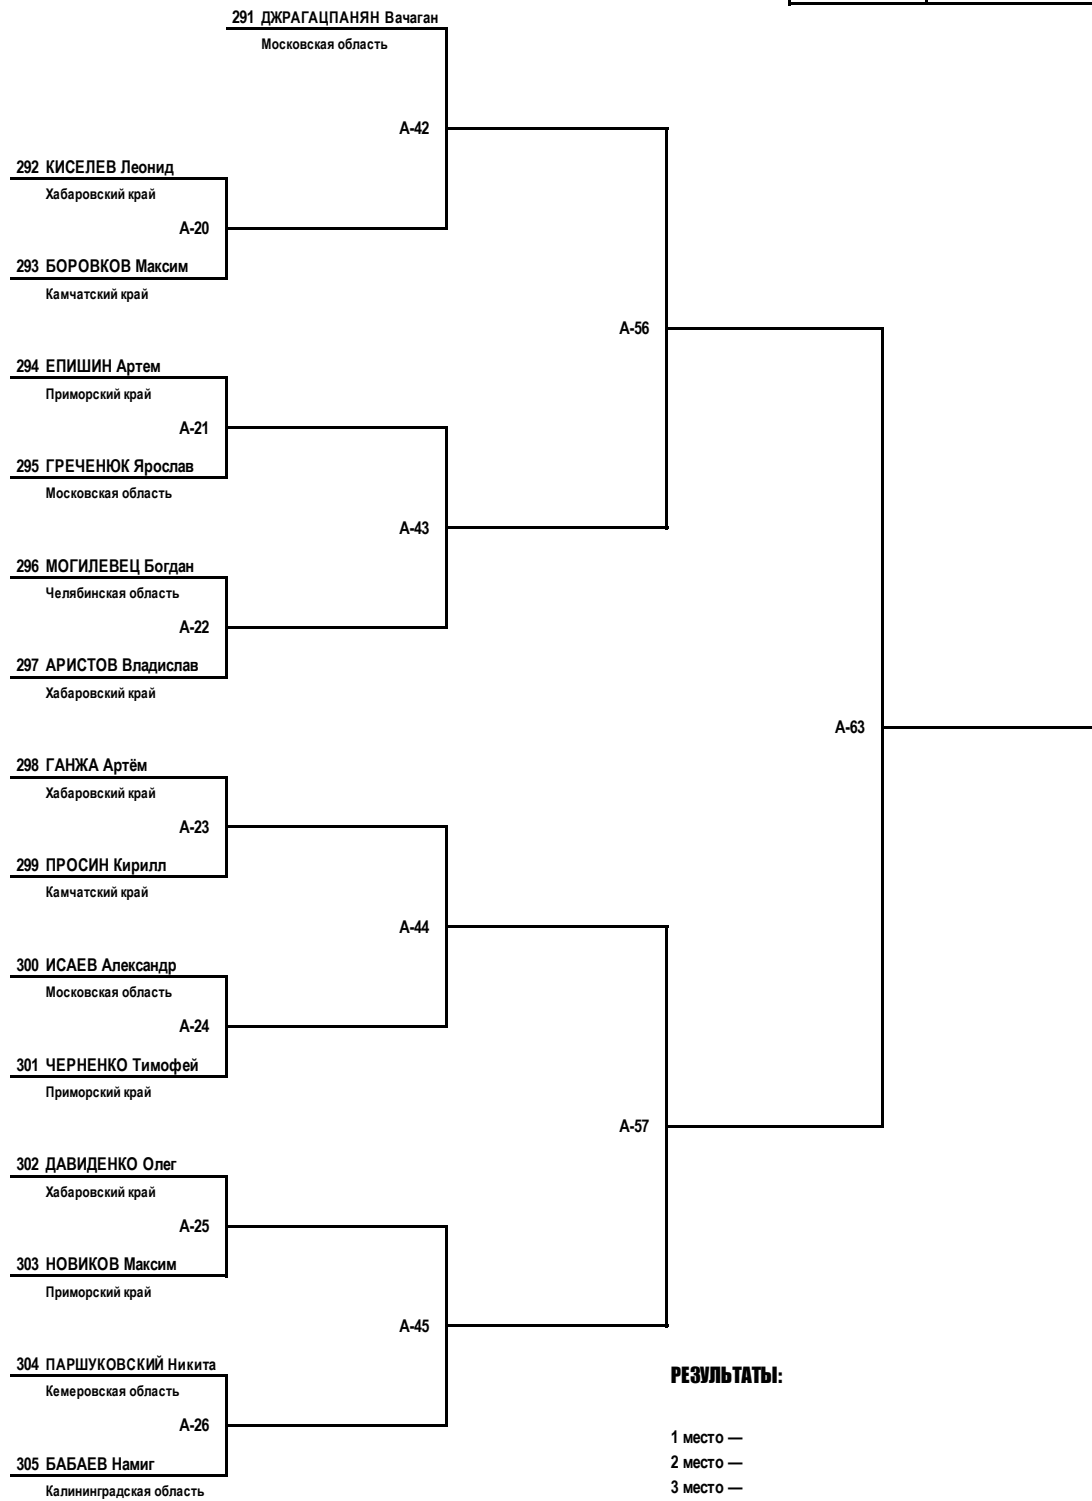 291 ДЖРАГАЦПАНЯН Вачаган
Московская область
А-42
292 КИСЕЛЕВ Леонид
Хабаровский край
А-20
293 БОРОВКОВ Максим
Камчатский край
А-56
294 ЕПИШИН Артем
Приморский край
А-21
295 ГРЕЧЕНЮК Ярослав
Московская область
А-43
296 МОГИЛЕВЕЦ Богдан
Челябинская область
А-22
297 АРИСТОВ Владислав
Хабаровский край
А-63
298 ГАНЖА Артём
Хабаровский край
А-23
299 ПРОСИН Кирилл
Камчатский край
А-44
300 ИСАЕВ Александр
Московская область
А-24
301 ЧЕРНЕНКО Тимофей
Приморский край
А-57
302 ДАВИДЕНКО Олег
Хабаровский край
А-25
303 НОВИКОВ Максим
Приморский край
А-45
304 ПАРШУКОВСКИЙ Никита
Кемеровская область
А-26
305 БАБАЕВ Намиг
Калининградская область
РЕЗУЛЬТАТЫ:
1 место —
2 место —
3 место —